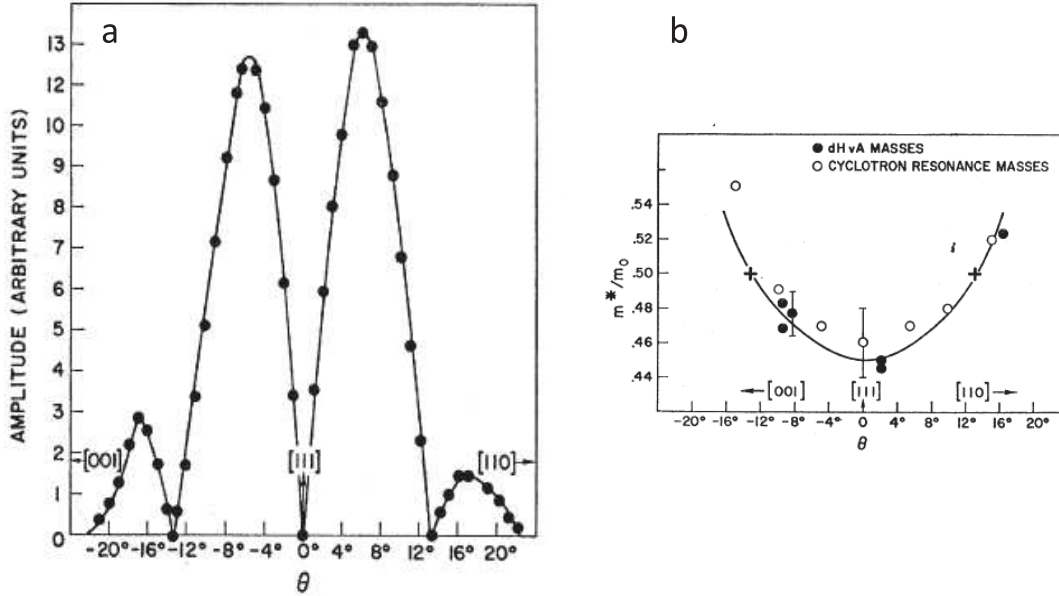 a
AMPLITUDE (ARBITRARY UNITS)
13
12
13
10
9
8
7
6
5
4
3
2
1
0
[001]
[111]
[110]
-20° -16° -12° -8° -4° 0° 4° 8° 12° 16° 20°
θ
b
● dHvA MASSES
○ CYCLOTRON RESONANCE MASSES
m*/m₀
.54
.52
.50
.48
.46
.44
[001] [111] [110]
-20° -16° -12° -8° -4° 0 4° 8° 12° 16° 20°
θ